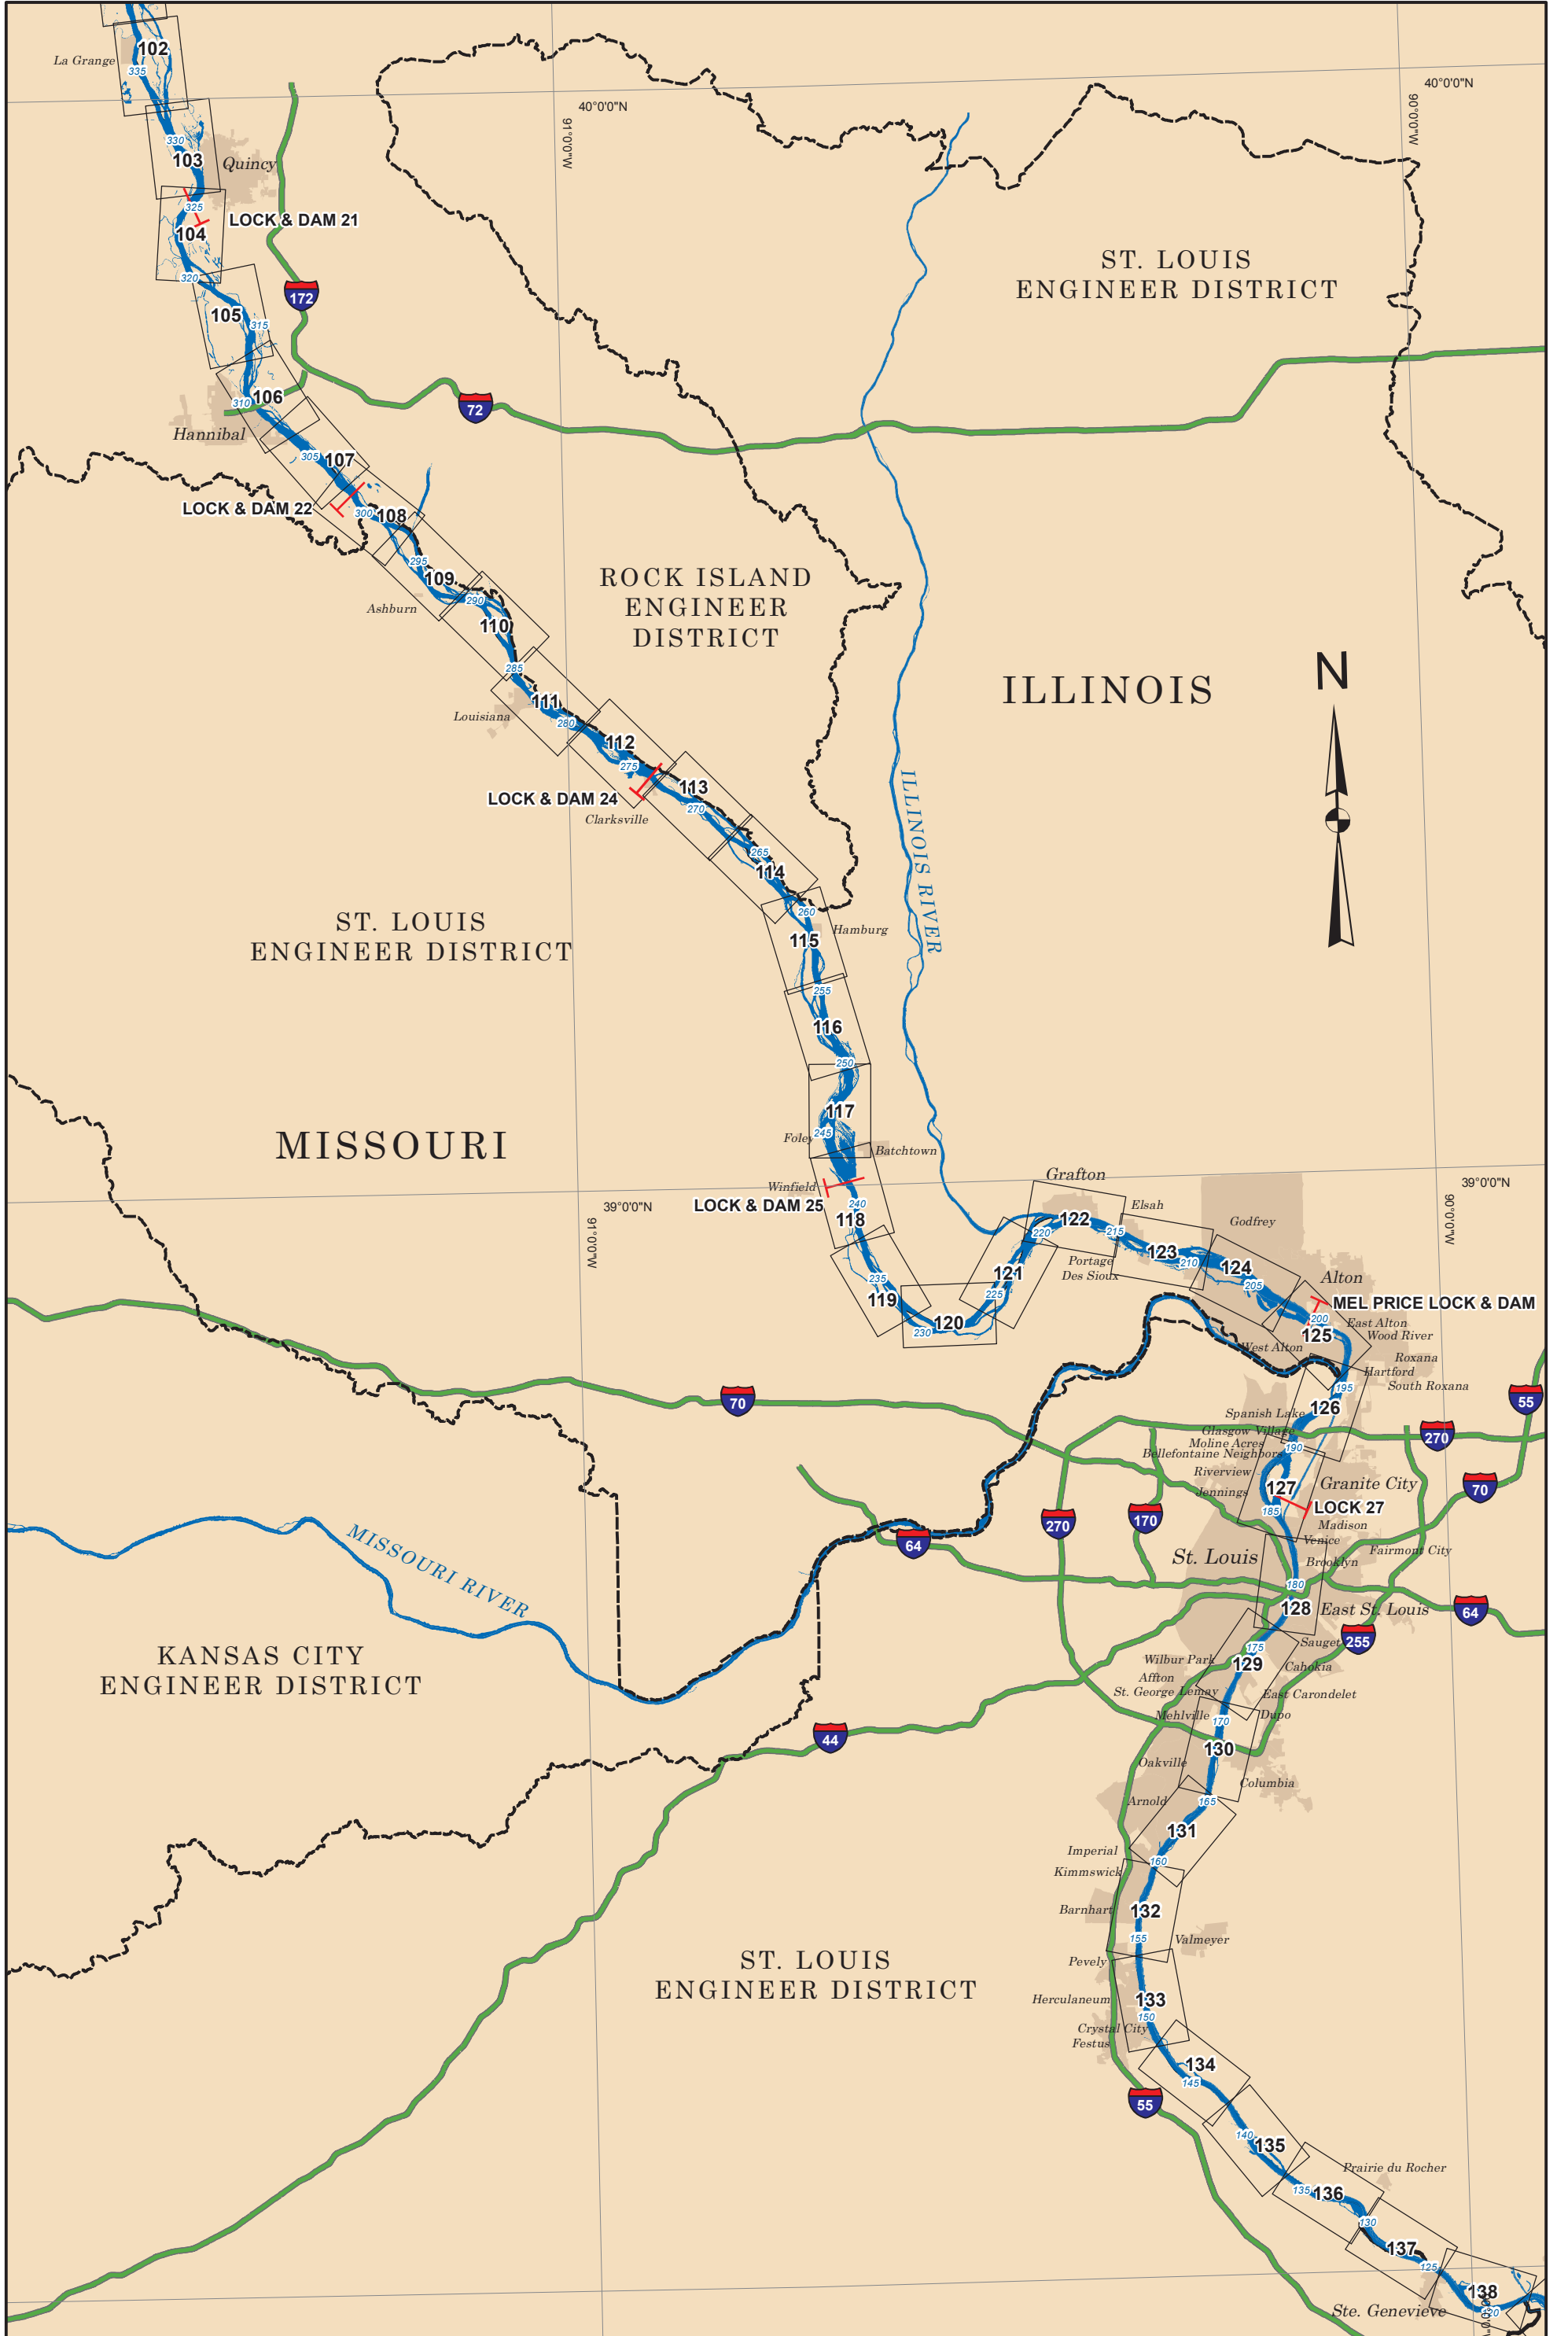 102
La Grange
335
40°0'0"N
40°0'0"N
91°0'0"W
90°0'0"W
330
103
Quincy
325
LOCK & DAM 21
104
320
ST. LOUIS
ENGINEER DISTRICT
172
105
315
106
310
72
Hannibal
305
107
LOCK & DAM 22
300
108
295
109
290
Ashburn
110
ROCK ISLAND
ENGINEER
DISTRICT
285
ILLINOIS
N
111
Louisiana
280
112
275
LOCK & DAM 24
113
270
Clarksville
265
114
ILLINOIS RIVER
260
ST. LOUIS
ENGINEER DISTRICT
Hamburg
115
255
116
250
117
245
Foley
MISSOURI
Batchtown
Winfield
LOCK & DAM 25
240
118
39°0'0"N
39°0'0"N
91°0'0"W
90°0'0"W
Grafton
Elsah
122
220
215
Godfrey
123
210
Portage
Des Sioux
121
124
205
Alton
235
119
225
120
230
MEL PRICE LOCK & DAM
200
125
East Alton
Wood River
West Alton
Roxana
Hartford
South Roxana
195
70
55
126
Spanish Lake
Glasgow Village
270
Moline Acres
190
Bellefontaine Neighbors
Riverview
Jennings
127
Granite City
70
185
LOCK 27
270
170
Madison
Venice
64
MISSOURI RIVER
St. Louis
Brooklyn
Fairmont City
180
128
East St. Louis
64
255
Sauget
175
KANSAS CITY
ENGINEER DISTRICT
Wilbur Park
129
Cahokia
Affton
St. George
Lemay
East Carondelet
Mehlville
170
Dupo
44
130
Oakville
Columbia
Arnold
165
131
Imperial
160
Kimmswick
Barnhart
132
155
Valmeyer
ST. LOUIS
ENGINEER DISTRICT
Pevely
Herculaneum
133
150
Crystal City
Festus
134
145
55
140
135
Prairie du Rocher
135
136
130
137
125
138
Ste. Genevieve